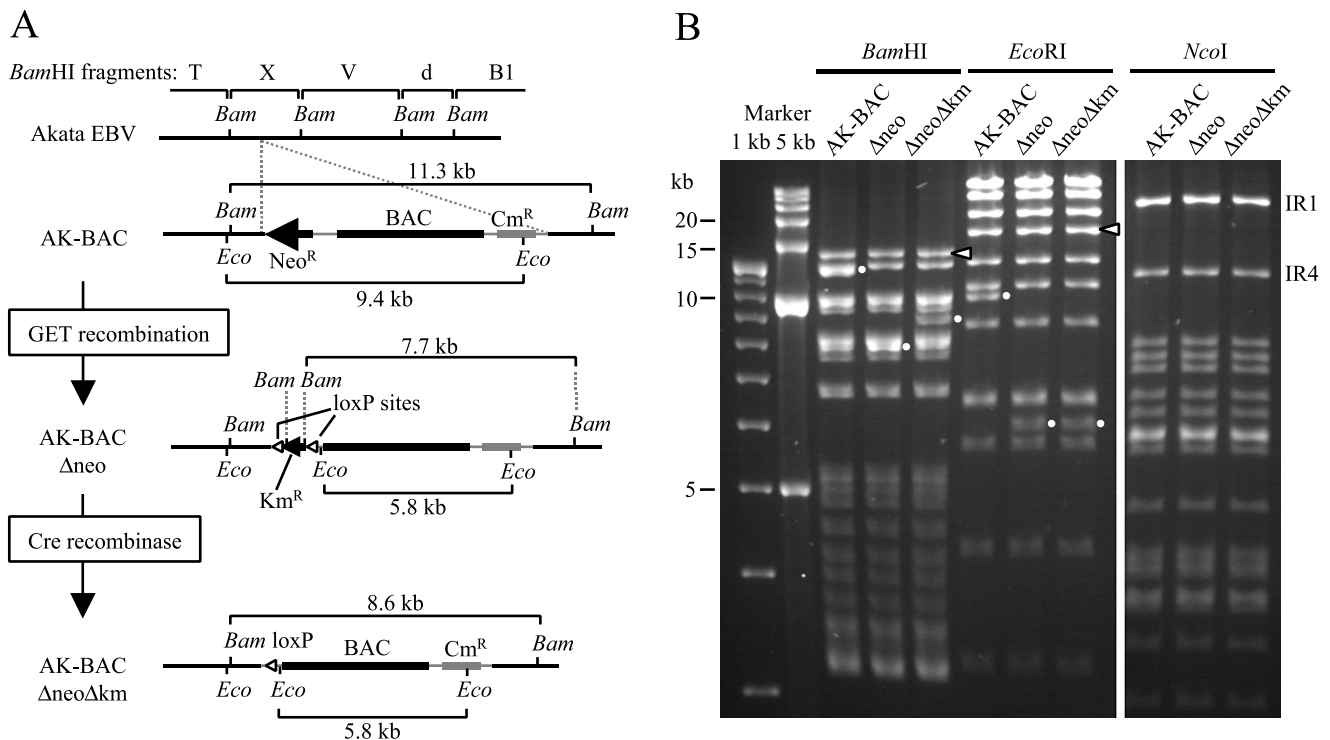 A
BamHI fragments: T X V d B1
Bam Bam Bam Bam
Akata EBV
11.3 kb
Bam BAC CmR Bam
AK-BAC
Eco NeoR Eco
9.4 kb
GET recombination
7.7 kb
Bam Bam
loxP sites
Bam Bam
AK-BAC
Δneo
Eco Eco Eco
KmR
5.8 kb
Cre recombinase
8.6 kb
Bam loxP BAC CmR Bam
AK-BAC
ΔneoΔkm
Eco Eco Eco
5.8 kb
B
BamHI EcoRI NcoI
Marker
1 kb 5 kb
AK-BAC Δneo ΔneoΔkm AK-BAC Δneo ΔneoΔkm AK-BAC Δneo ΔneoΔkm
kb
20
15
10
5
IR1
IR4